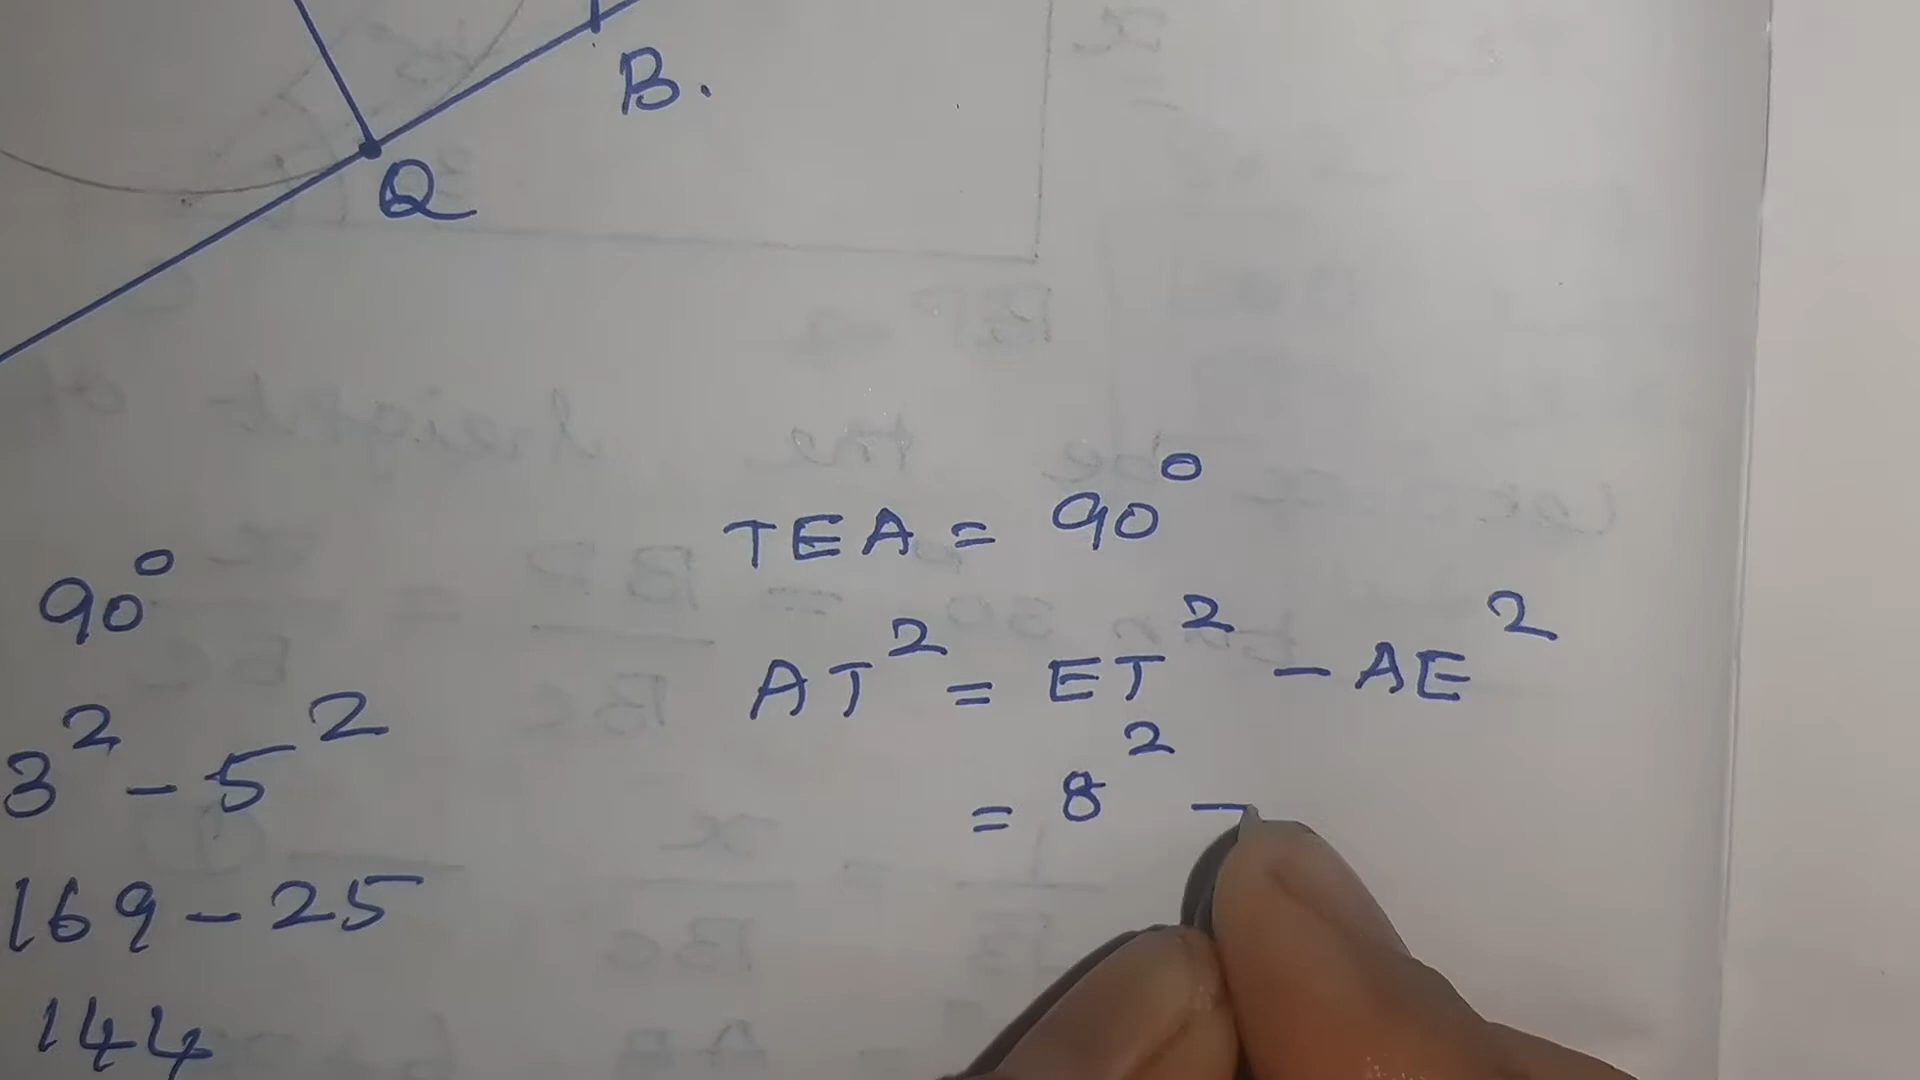 B.
Q
TEA = 90°
AT² = ET² - AE²
= 8² -
90°
3² - 5²
169 - 25
144